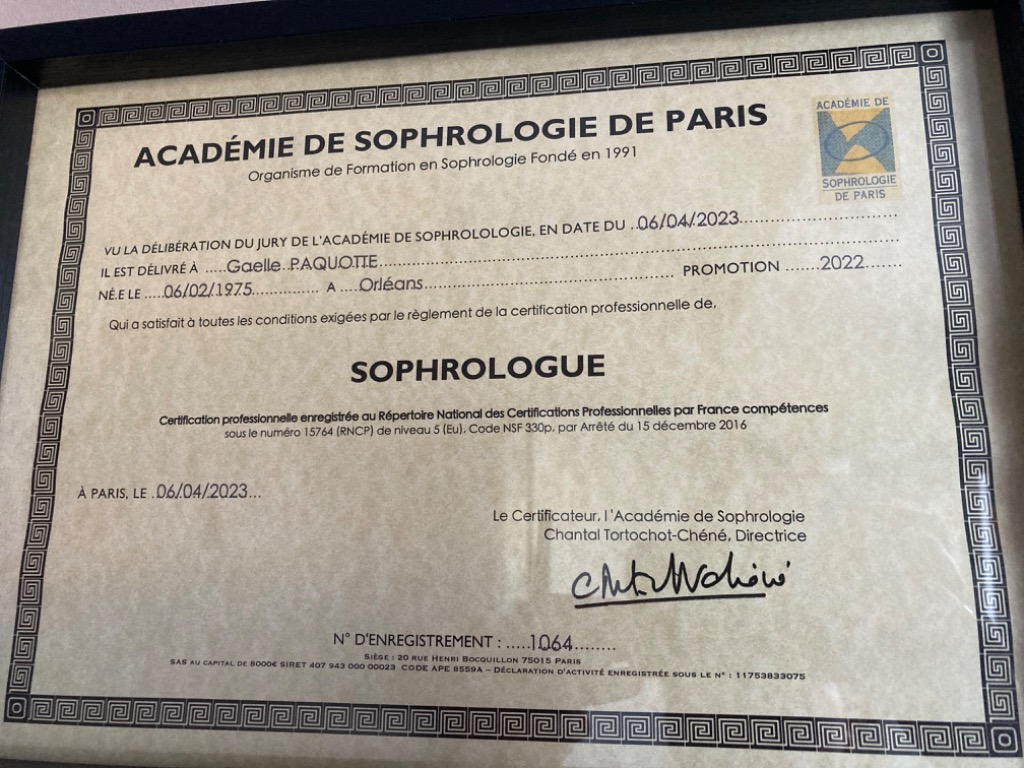 ACADÉMIE DE SOPHROLOGIE DE PARIS
Organisme de Formation en Sophrologie Fondé en 1991
ACADÉMIE DE
SOPHROLOGIE
DE PARIS
VU LA DÉLIBÉRATION DU JURY DE L'ACADÉMIE DE SOPHROLOLOGIE, EN DATE DU ..06/04/2023...............................
IL EST DÉLIVRÉ À .....Gaelle PAQUOTTE...............................
NÉ.E LE .....06/02/1975............... A ....Orléans............................... PROMOTION .......2022.......
Qui a satisfait à toutes les conditions exigées par le règlement de la certification professionnelle de,
SOPHROLOGUE
Certification professionnelle enregistrée au Répertoire National des Certifications Professionnelles par France compétences
sous le numéro 15764 (RNCP) de niveau 5 (Eu), Code NSF 330p, par Arrêté du 15 décembre 2016
À PARIS, LE .06/04/2023...
Le Certificateur, l'Académie de Sophrologie
Chantal Tortochot-Chéné, Directrice
N° D'ENREGISTREMENT : .....1064........
SIÈGE : 20 RUE HENRI BOCQUILLON 75015 PARIS
SAS AU CAPITAL DE 8000€ SIRET 407 943 000 00023 CODE APE 8559A – DÉCLARATION D'ACTIVITÉ ENREGISTRÉE SOUS LE N° : 11753833075